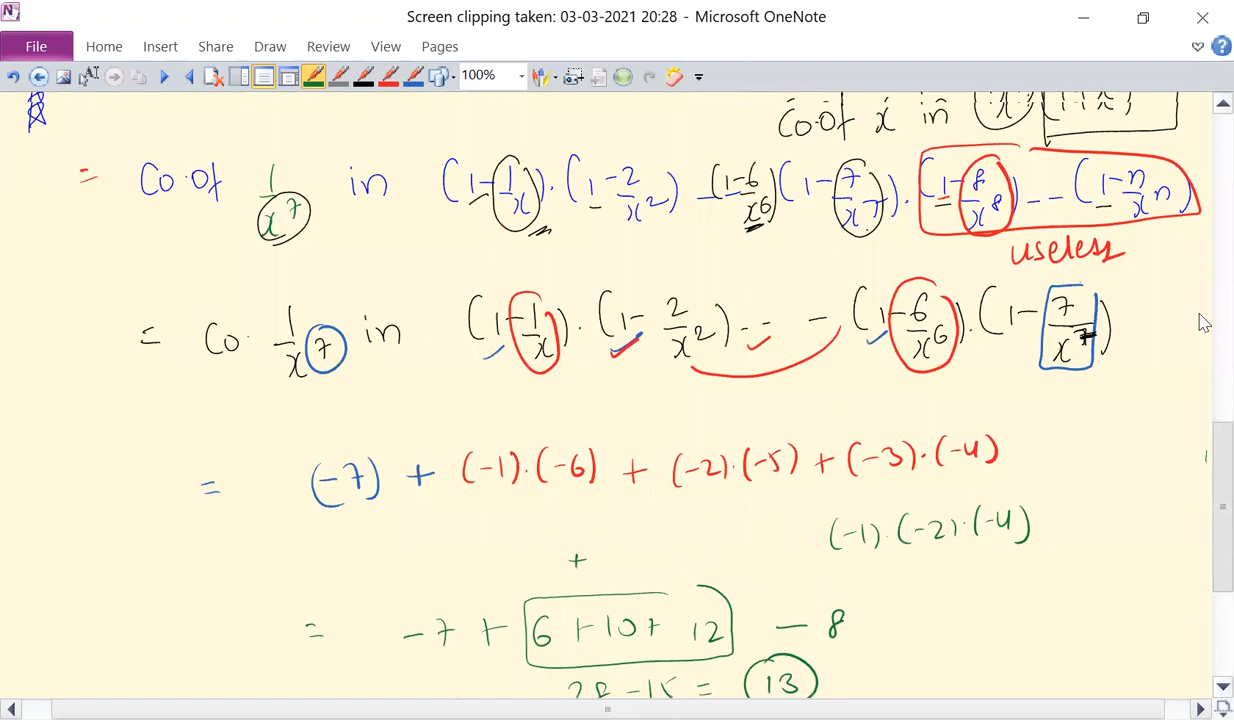 Screen clipping taken: 03-03-2021 20:28 - Microsoft OneNote
File Home Insert Share Draw Review View Pages
100%
Co.of x in
= Co.of 1/x^7 in (1-1/x).(1-2/x^2) --- (1-6/x^6)(1-7/x^7).(1-8/x^8) --- (1-n/x^n)
useless
= Co. 1/x^7 in (1-1/x).(1-2/x^2) --- (1-6/x^6).(1-7/x^7)
= (-7) + (-1).(-6) + (-2).(-5) + (-3).(-4)
(-1).(-2).(-4)
+
= -7 + 6+10+ 12 - 8
28 -15 = 13